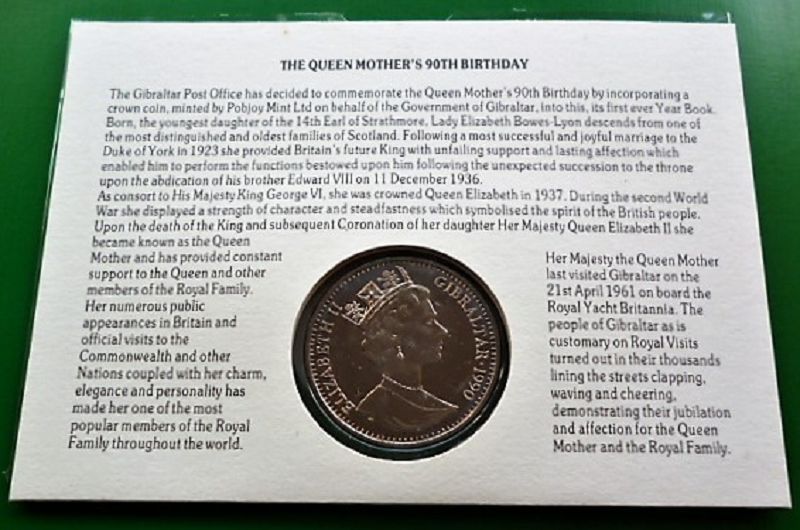 THE QUEEN MOTHER'S 90TH BIRTHDAY
The Gibraltar Post Office has decided to commemorate the Queen Mother's 90th Birthday by incorporating a
crown coin, minted by Pobjoy Mint Ltd on behalf of the Government of Gibraltar, into this, its first ever Year Book.
Born, the youngest daughter of the 14th Earl of Strathmore, Lady Elizabeth Bowes-Lyon descends from one of
the most distinguished and oldest families of Scotland. Following a most successful and joyful marriage to the
Duke of York in 1923 she provided Britain's future King with unfailing support and lasting affection which
enabled him to perform the functions bestowed upon him following the unexpected succession to the throne
upon the abdication of his brother Edward VIII on 11 December 1936.
As consort to His Majesty King George VI, she was crowned Queen Elizabeth in 1937. During the second World
War she displayed a strength of character and steadfastness which symbolised the spirit of the British people.
Upon the death of the King and subsequent Coronation of her daughter Her Majesty Queen Elizabeth II she
became known as the Queen
Mother and has provided constant
support to the Queen and other
members of the Royal Family.
Her numerous public
appearances in Britain and
official visits to the
Commonwealth and other
Nations coupled with her charm,
elegance and personality has
made her one of the most
popular members of the Royal
Family throughout the world.
ELIZABETH II
GIBRALTAR·1990
Her Majesty the Queen Mother
last visited Gibraltar on the
21st April 1961 on board the
Royal Yacht Britannia. The
people of Gibraltar as is
customary on Royal Visits
turned out in their thousands
lining the streets clapping,
waving and cheering,
demonstrating their jubilation
and affection for the Queen
Mother and the Royal Family.